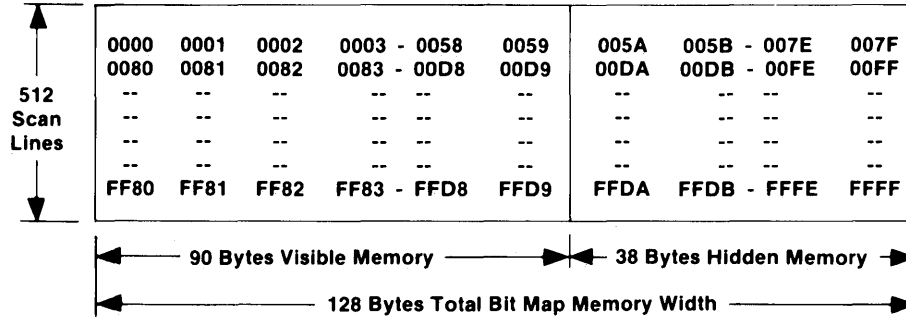 0000 0001 0002 0003 - 0058 0059 005A 005B - 007E 007F
0080 0081 0082 0083 - 00D8 00D9 00DA 00DB - 00FE 00FF
512 -- -- -- -- -- -- -- -- -- --
Scan -- -- -- -- -- -- -- -- -- --
Lines -- -- -- -- -- -- -- -- -- --
-- -- -- -- -- -- -- -- -- --
FF80 FF81 FF82 FF83 - FFD8 FFD9 FFDA FFDB - FFFE FFFF
90 Bytes Visible Memory 38 Bytes Hidden Memory
128 Bytes Total Bit Map Memory Width